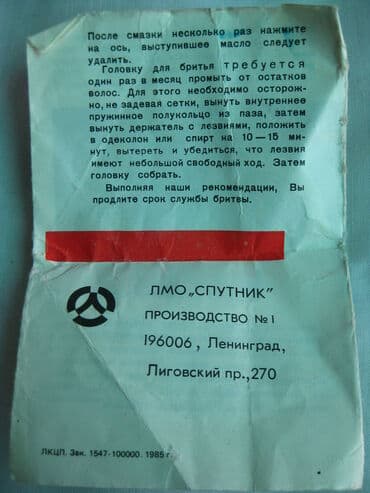 После смазки несколько раз нажмите
на ось, выступившее масло следует
удалить.
Головку для бритья требуется
один раз в месяц промыть от остатков
волос. Для этого необходимо осторож-
но, не задевая сетки, вынуть внутреннее
пружинное полукольцо из паза, затем
вынуть держатель с лезвиями, положить
в одеколон или спирт на 10—15 ми-
нут, вытереть и убедиться, что лезвия
имеют небольшой свободный ход. Затем
головку собрать.
Выполняя наши рекомендации, Вы
продлите срок службы бритвы.
ЛМО „СПУТНИК"
ПРОИЗВОДСТВО №1
196006, Ленинград,
Лиговский пр.,270
ЛКЦП. Зак. 1547-100000. 1985 г.